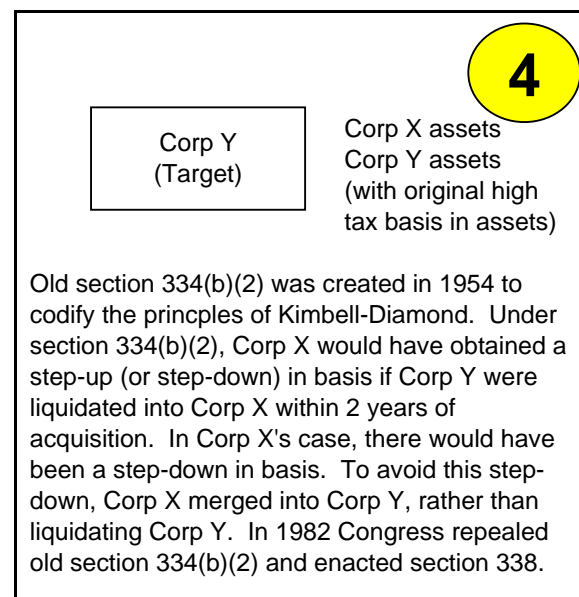 4
Corp Y
(Target)
Corp X assets
Corp Y assets
(with original high
tax basis in assets)
Old section 334(b)(2) was created in 1954 to
codify the princples of Kimbell-Diamond.  Under
section 334(b)(2), Corp X would have obtained a
step-up (or step-down) in basis if Corp Y were
liquidated into Corp X within 2 years of
acquisition.  In Corp X's case, there would have
been a step-down in basis.  To avoid this step-
down, Corp X merged into Corp Y, rather than
liquidating Corp Y.  In 1982 Congress repealed
old section 334(b)(2) and enacted section 338.